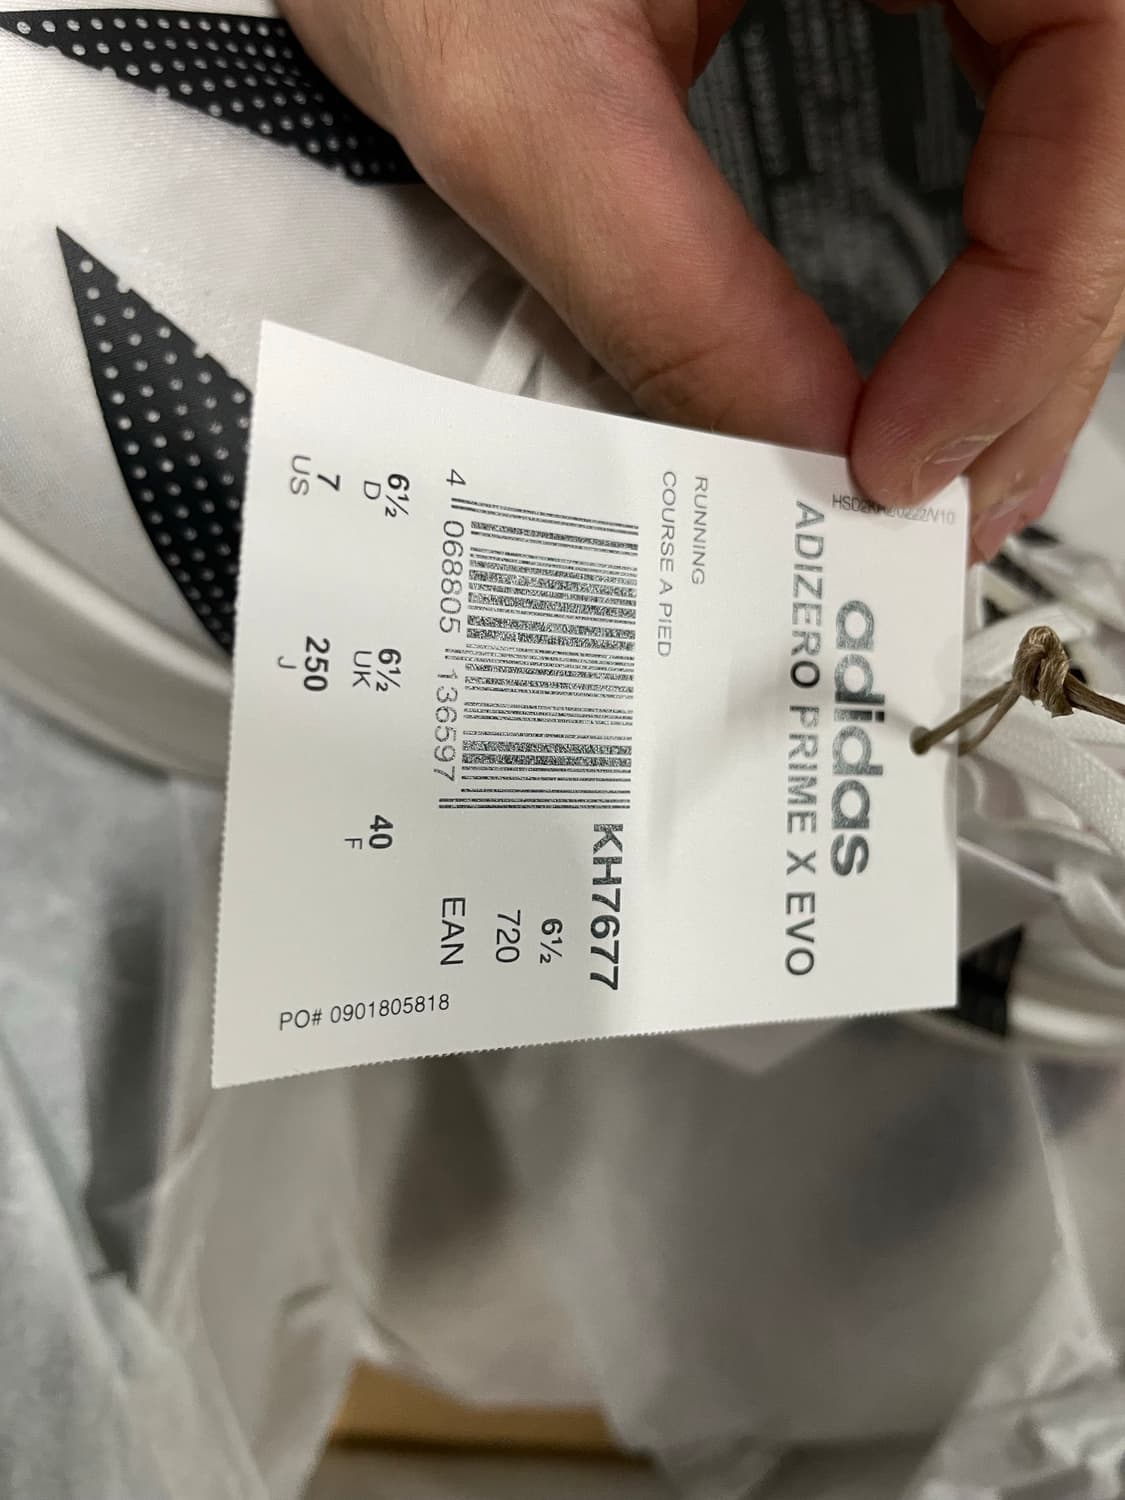 adidas
ADIZERO PRIME X EVO
RUNNING
COURSE A PIED
KH7677
6½
720
4 068805 136597 EAN
6½ 6½ 40
D UK F
7 250
US J
PO# 0901805818